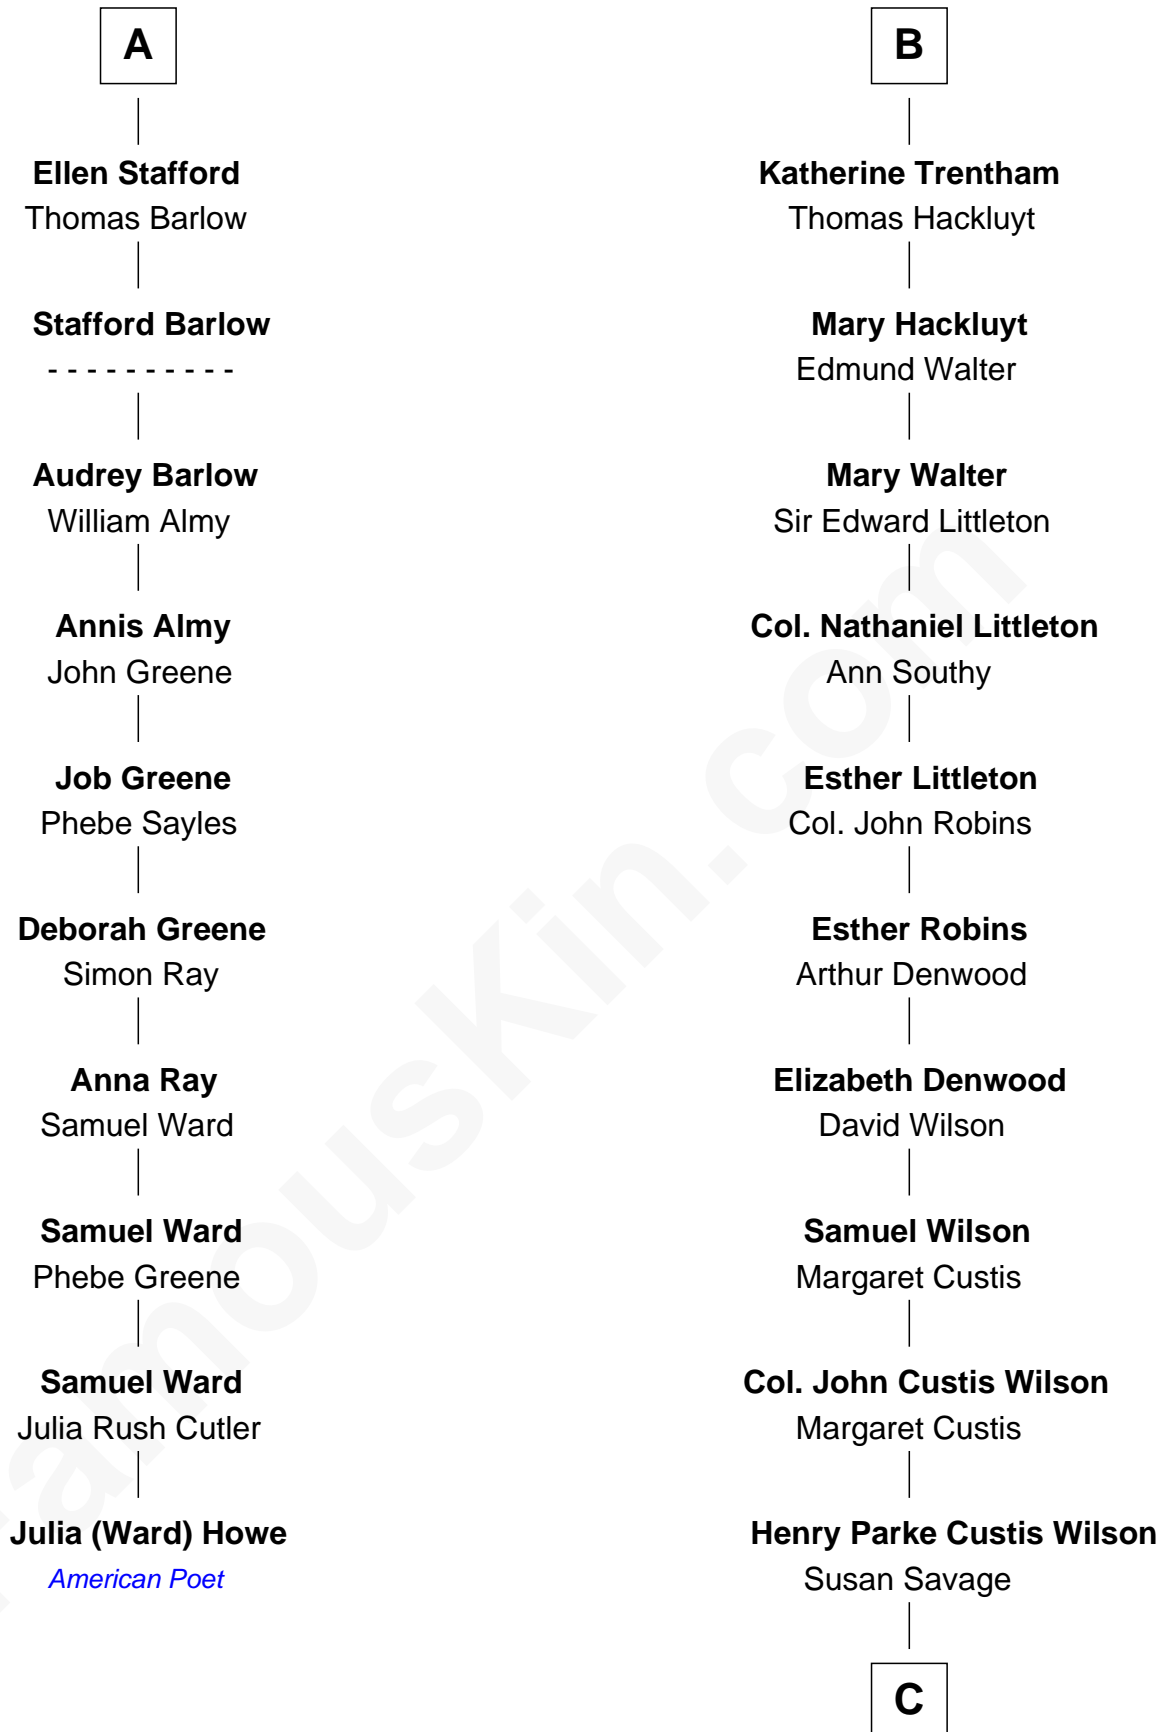 A
Ellen Stafford
Thomas Barlow
Stafford Barlow
- - - - - - - - - -
Audrey Barlow
William Almy
Annis Almy
John Greene
Job Greene
Phebe Sayles
Deborah Greene
Simon Ray
Anna Ray
Samuel Ward
Samuel Ward
Phebe Greene
Samuel Ward
Julia Rush Cutler
Julia (Ward) Howe
American Poet
B
Katherine Trentham
Thomas Hackluyt
Mary Hackluyt
Edmund Walter
Mary Walter
Sir Edward Littleton
Col. Nathaniel Littleton
Ann Southy
Esther Littleton
Col. John Robins
Esther Robins
Arthur Denwood
Elizabeth Denwood
David Wilson
Samuel Wilson
Margaret Custis
Col. John Custis Wilson
Margaret Custis
Henry Parke Custis Wilson
Susan Savage
C
FamousKin.com